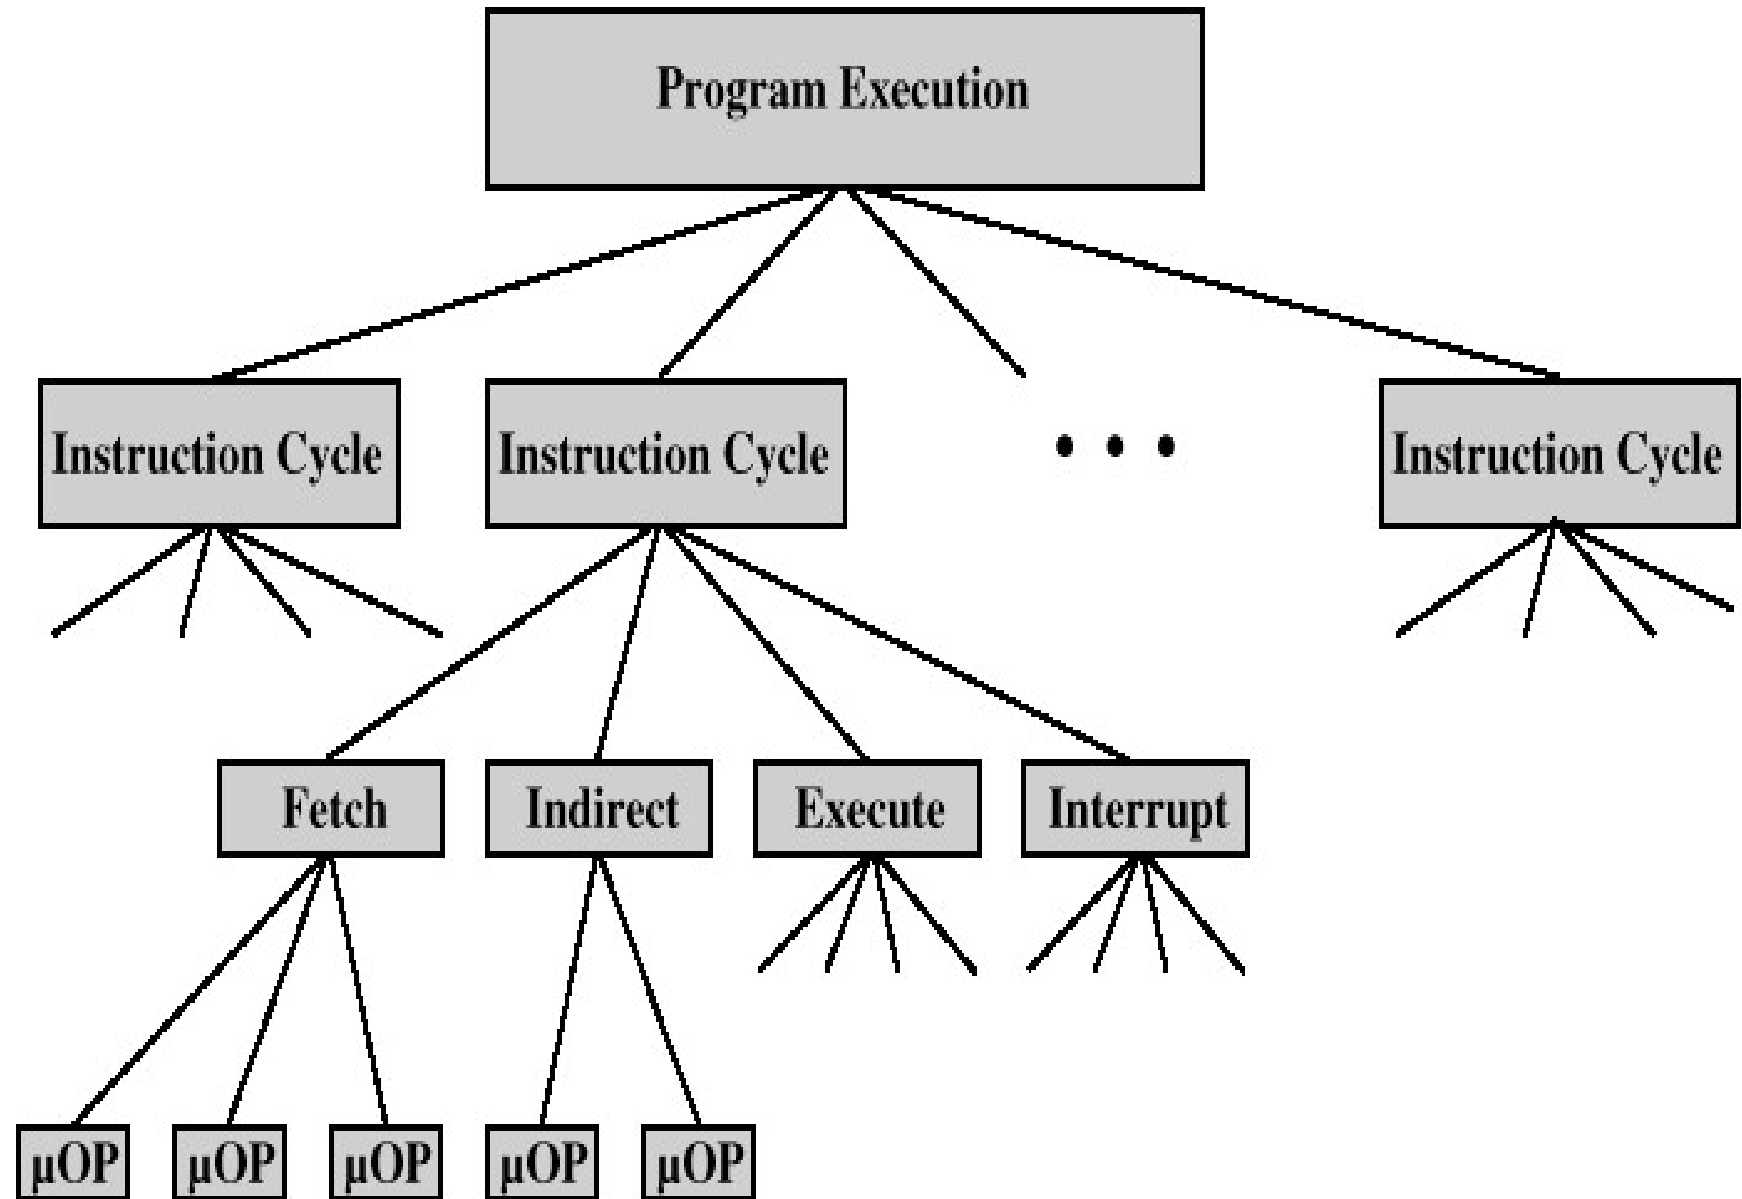 Program Execution
Instruction Cycle
Instruction Cycle
• • •
Instruction Cycle
Fetch
Indirect
Execute
Interrupt
µOP
µOP
µOP
µOP
µOP